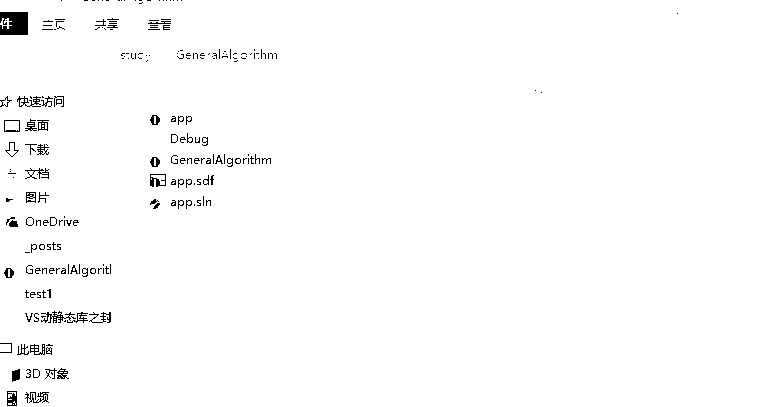 件 主页 共享 查看
study GeneralAlgorithm
快速访问
桌面
下载
文档
图片
OneDrive
_posts
GeneralAlgoritl
test1
VS动静态库之封
此电脑
3D 对象
视频
app
Debug
GeneralAlgorithm
app.sdf
app.sln